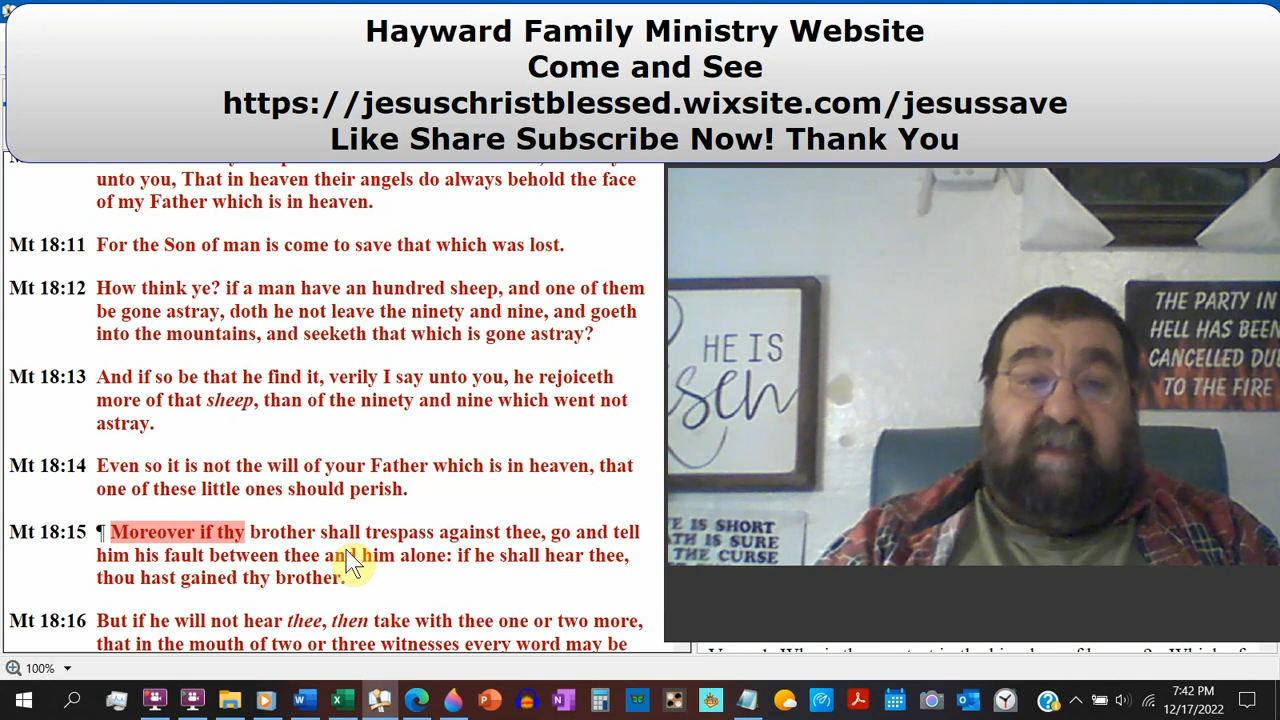 Hayward Family Ministry Website
Come and See
https://jesuschristblessed.wixsite.com/jesussave
Like Share Subscribe Now! Thank You
unto you, That in heaven their angels do always behold the face
of my Father which is in heaven.
Mt 18:11 For the Son of man is come to save that which was lost.
Mt 18:12 How think ye? if a man have an hundred sheep, and one of them
be gone astray, doth he not leave the ninety and nine, and goeth
into the mountains, and seeketh that which is gone astray?
Mt 18:13 And if so be that he find it, verily I say unto you, he rejoiceth
more of that sheep, than of the ninety and nine which went not
astray.
Mt 18:14 Even so it is not the will of your Father which is in heaven, that
one of these little ones should perish.
Mt 18:15 ¶ Moreover if thy brother shall trespass against thee, go and tell
him his fault between thee and him alone: if he shall hear thee,
thou hast gained thy brother.
Mt 18:16 But if he will not hear thee, then take with thee one or two more,
that in the mouth of two or three witnesses every word may be
HE IS
THE PARTY IN
HELL HAS BEEN
CANCELLED DU
TO THE FIRE
E IS SHORT
TH IS SURE
THE CURSE
100%
7:42 PM
12/17/2022